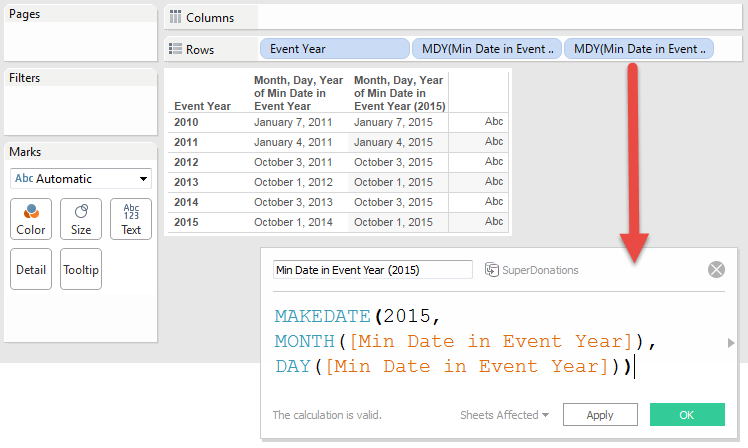 Pages
Columns
Rows
Event Year
MDY(Min Date in Event ..
MDY(Min Date in Event ..
Filters
Event Year
Month, Day, Year of Min Date in Event Year
Month, Day, Year of Min Date in Event Year (2015)
2010 January 7, 2011 January 7, 2015 Abc
2011 January 4, 2011 January 4, 2015 Abc
2012 October 3, 2011 October 3, 2015 Abc
2013 October 1, 2012 October 1, 2015 Abc
2014 October 3, 2013 October 3, 2015 Abc
2015 October 1, 2014 October 1, 2015 Abc
Marks
Abc Automatic
Color
Size
Abc
123
Text
Detail
Tooltip
Min Date in Event Year (2015)
SuperDonations
MAKEDATE(2015,
MONTH([Min Date in Event Year]),
DAY([Min Date in Event Year]))
The calculation is valid.
Sheets Affected
Apply
OK